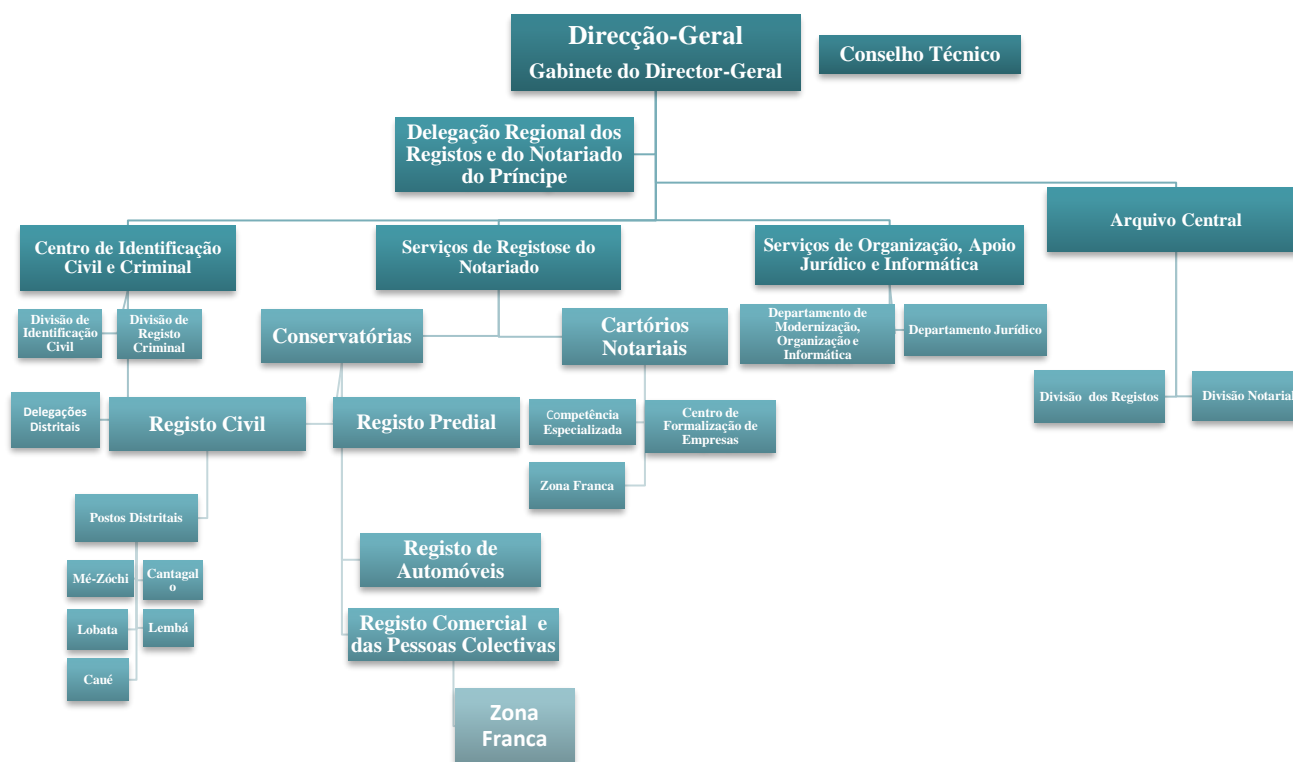 Direcção-Geral
Gabinete do Director-Geral
Conselho Técnico
Delegação Regional dos
Registos e do Notariado
do Príncipe
Centro de Identificação
Civil e Criminal
Serviços de Registose do
Notariado
Serviços de Organização, Apoio
Jurídico e Informática
Arquivo Central
Divisão de
Identificação
Civil
Divisão de
Registo
Criminal
Conservatórias
Cartórios
Notariais
Departamento de
Modernização,
Organização e
Informática
Departamento Jurídico
Delegações
Distritais
Registo Civil
Registo Predial
Competência
Especializada
Centro de
Formalização de
Empresas
Divisão dos Registos
Divisão Notarial
Zona Franca
Postos Distritais
Mé-Zóchi
Cantagal
o
Lobata
Lembá
Caué
Registo de
Automóveis
Registo Comercial e
das Pessoas Colectivas
Zona
Franca